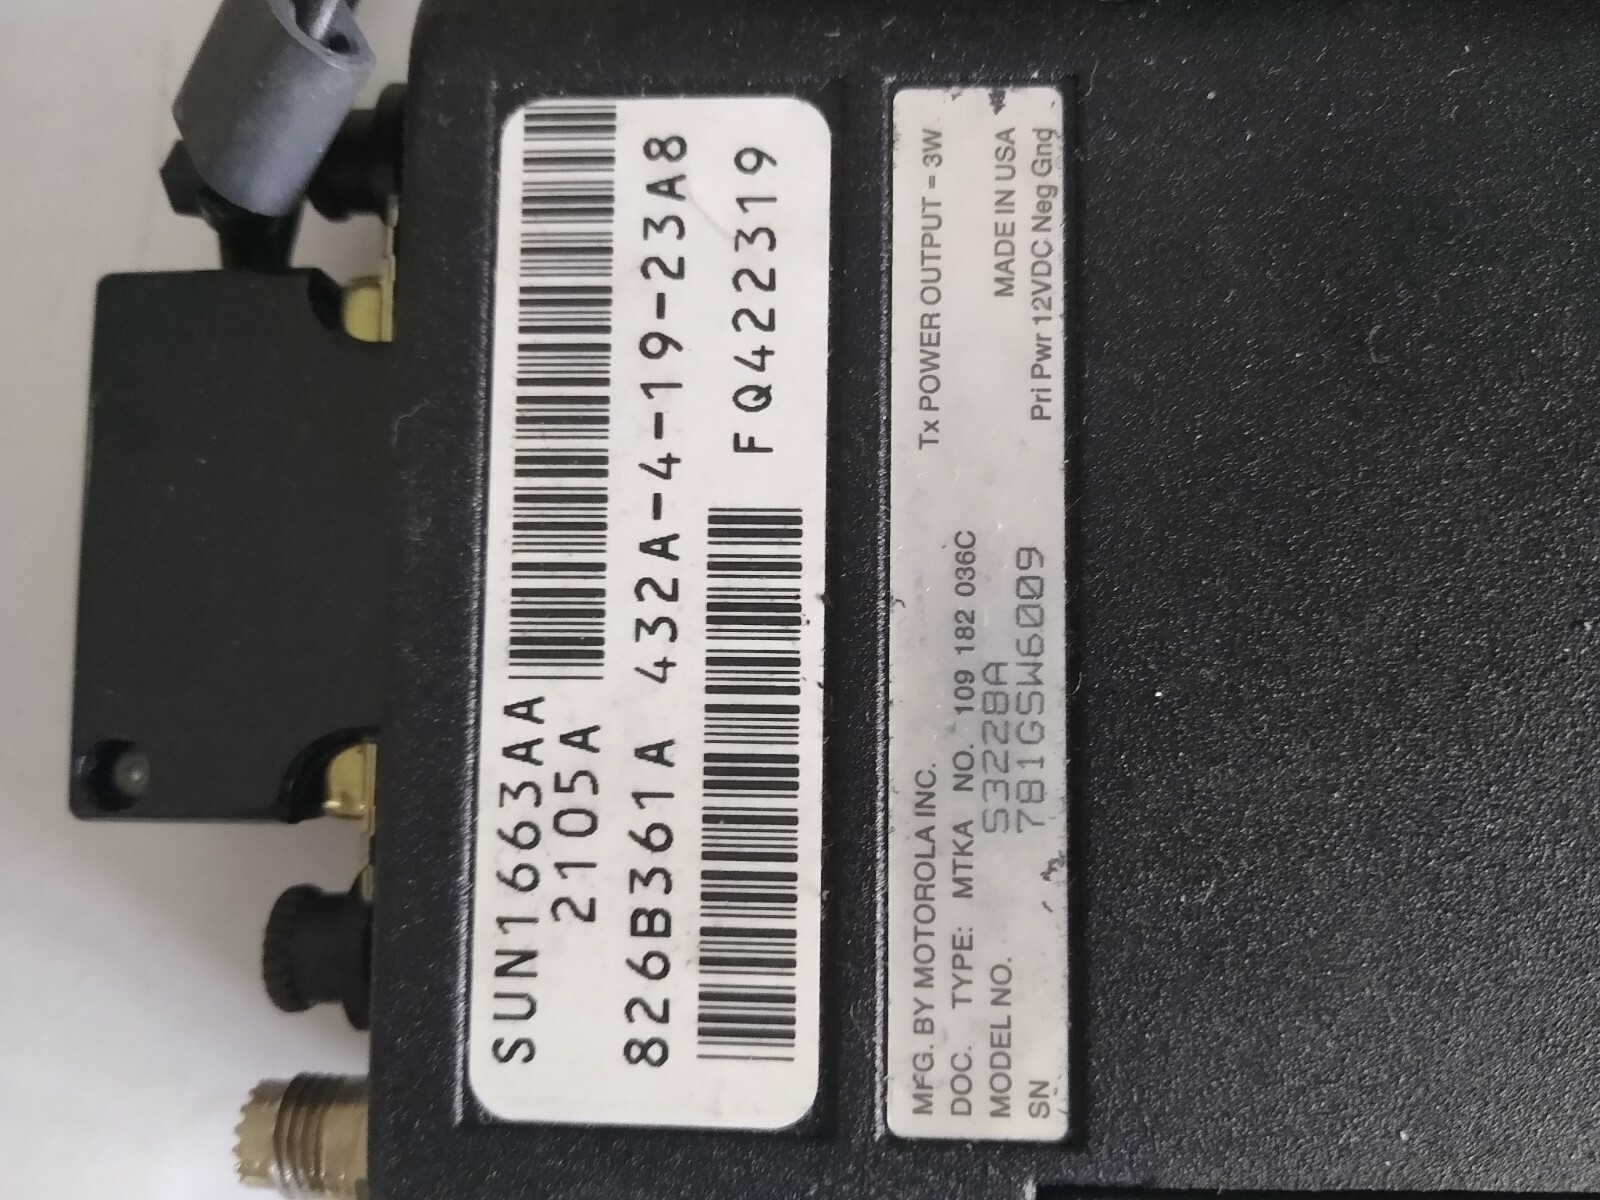 SUN1663AA
2105A
826B361A 432A-4-19-23A8
FQ422319
MFG. BY MOTOROLA INC. Tx POWER OUTPUT = 3W
DOC. TYPE: MTKA NO. 109 182 036C
MODEL NO. S3222BA MADE IN USA
SN 781GSW6009 Pri Pwr 12VDC Neg Gnd